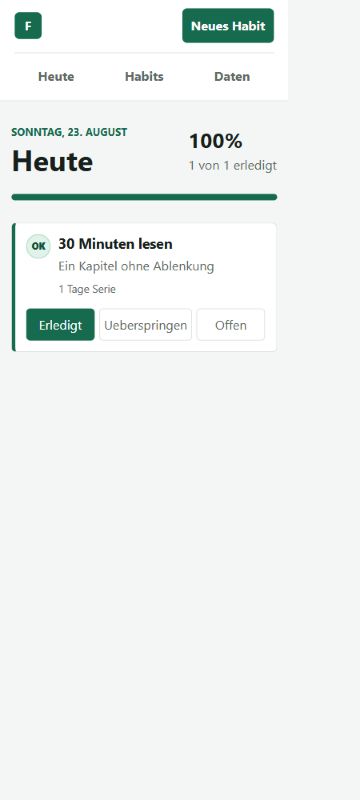 F
Neues Habit
Heute Habits Daten
SONNTAG, 23. AUGUST
Heute
100%
1 von 1 erledigt
OK
30 Minuten lesen
Ein Kapitel ohne Ablenkung
1 Tage Serie
Erledigt Ueberspringen Offen